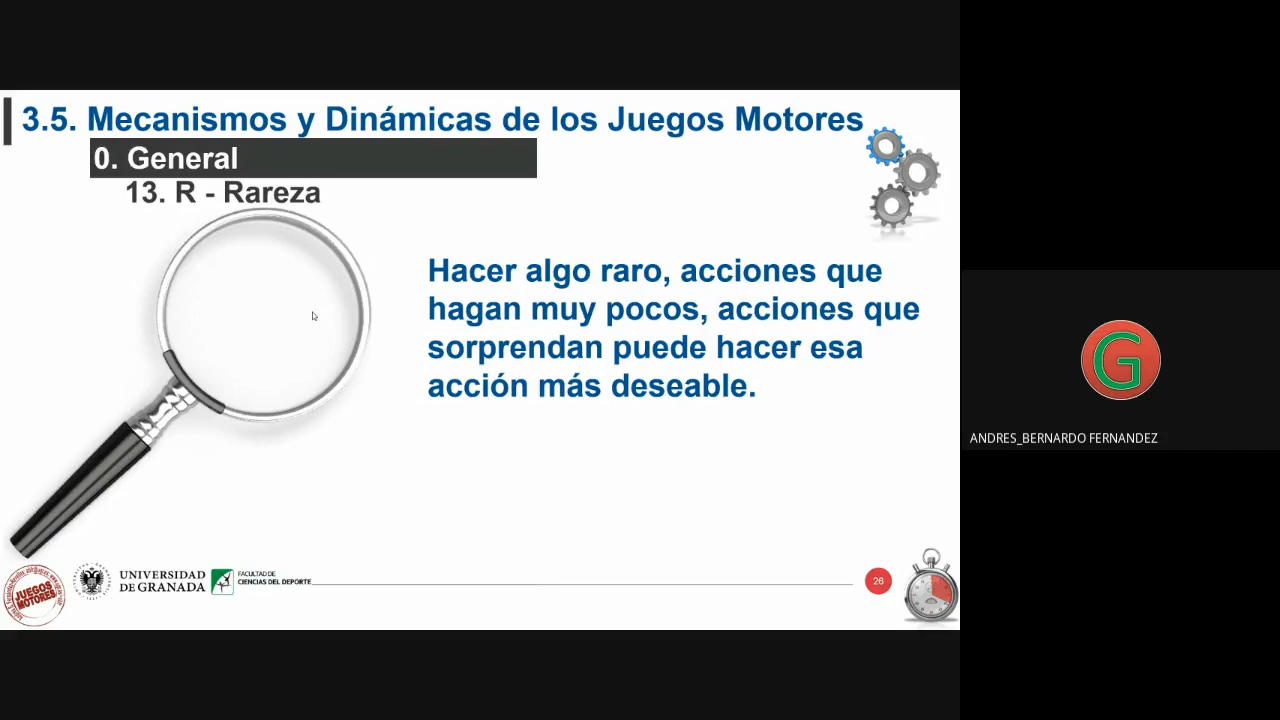 3.5. Mecanismos y Dinámicas de los Juegos Motores
0. General
13. R - Rareza
Hacer algo raro, acciones que
hagan muy pocos, acciones que
sorprendan puede hacer esa
acción más deseable.
G
ANDRES_BERNARDO FERNANDEZ
JUEGOS
MOTORES
UNIVERSIDAD
DE GRANADA
FACULTAD DE
CIENCIAS DEL DEPORTE
26